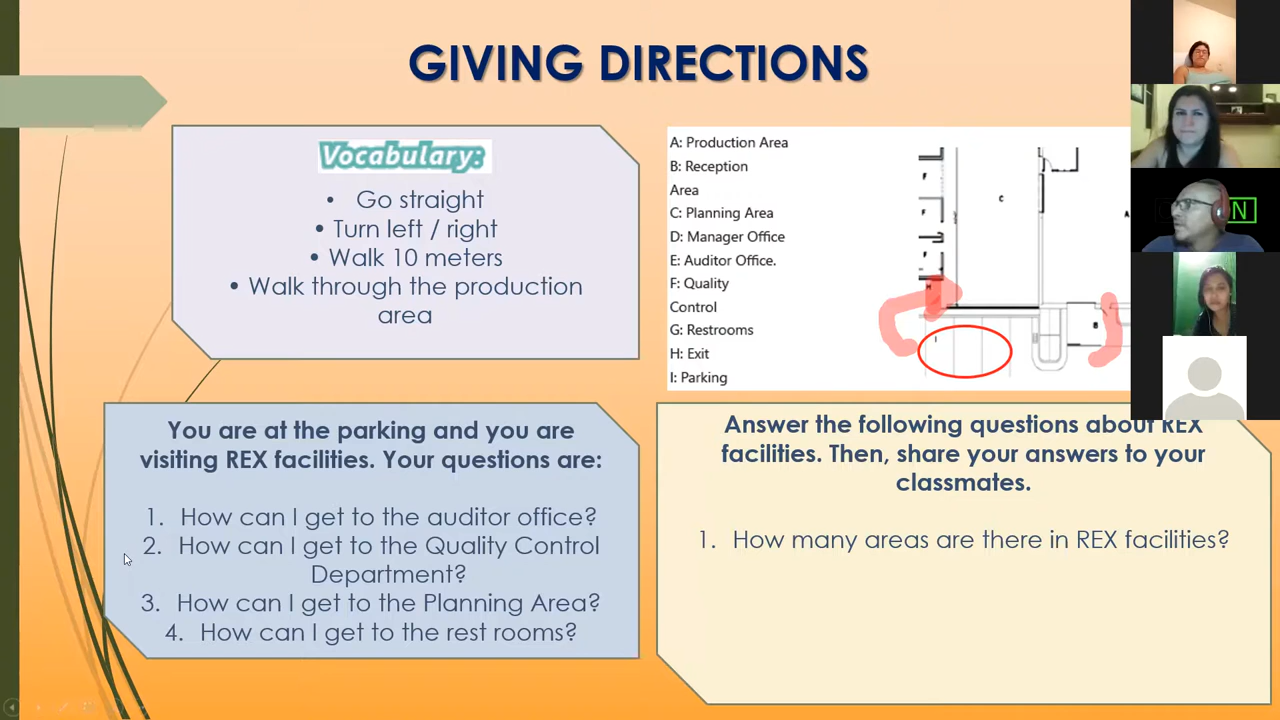 GIVING DIRECTIONS
Vocabulary:
• Go straight
• Turn left / right
• Walk 10 meters
• Walk through the production
area
A: Production Area
B: Reception
Area
C: Planning Area
D: Manager Office
E: Auditor Office.
F: Quality
Control
G: Restrooms
H: Exit
I: Parking
F
F
F
H
C
A
B
I
N
You are at the parking and you are
visiting REX facilities. Your questions are:
1. How can I get to the auditor office?
2. How can I get to the Quality Control
Department?
3. How can I get to the Planning Area?
4. How can I get to the rest rooms?
Answer the following questions about REX
facilities. Then, share your answers to your
classmates.
1. How many areas are there in REX facilities?